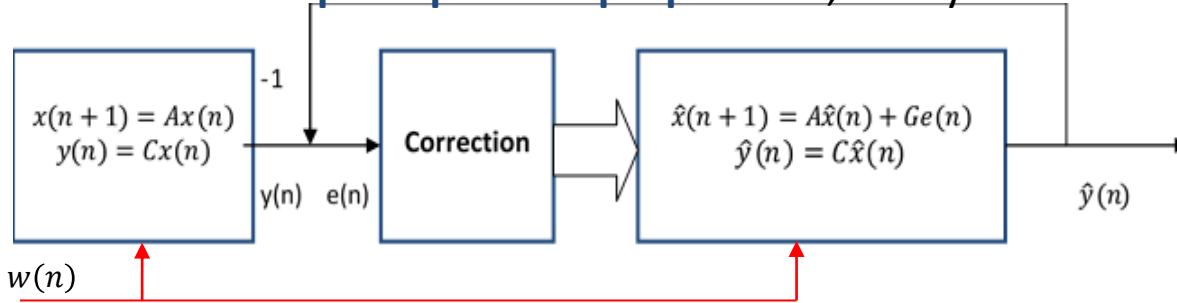 -1
x(n + 1) = Ax(n)
y(n) = Cx(n)
y(n) e(n)
Correction
x̂(n + 1) = Ax̂(n) + Ge(n)
ŷ(n) = Cx̂(n)
ŷ(n)
w(n)